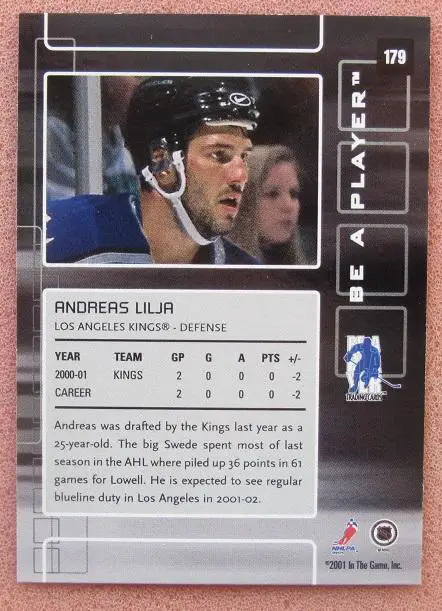 179
BE A PLAYER™
ANDREAS LILJA
LOS ANGELES KINGS® - DEFENSE
YEAR TEAM GP G A PTS +/-
2000-01 KINGS 2 0 0 0 -2
CAREER 2 0 0 0 -2
Andreas was drafted by the Kings last year as a
25-year-old. The big Swede spent most of last
season in the AHL where piled up 36 points in 61
games for Lowell. He is expected to see regular
blueline duty in Los Angeles in 2001-02.
TRADING CARDS
NHLPA
©2001 In The Game, Inc.